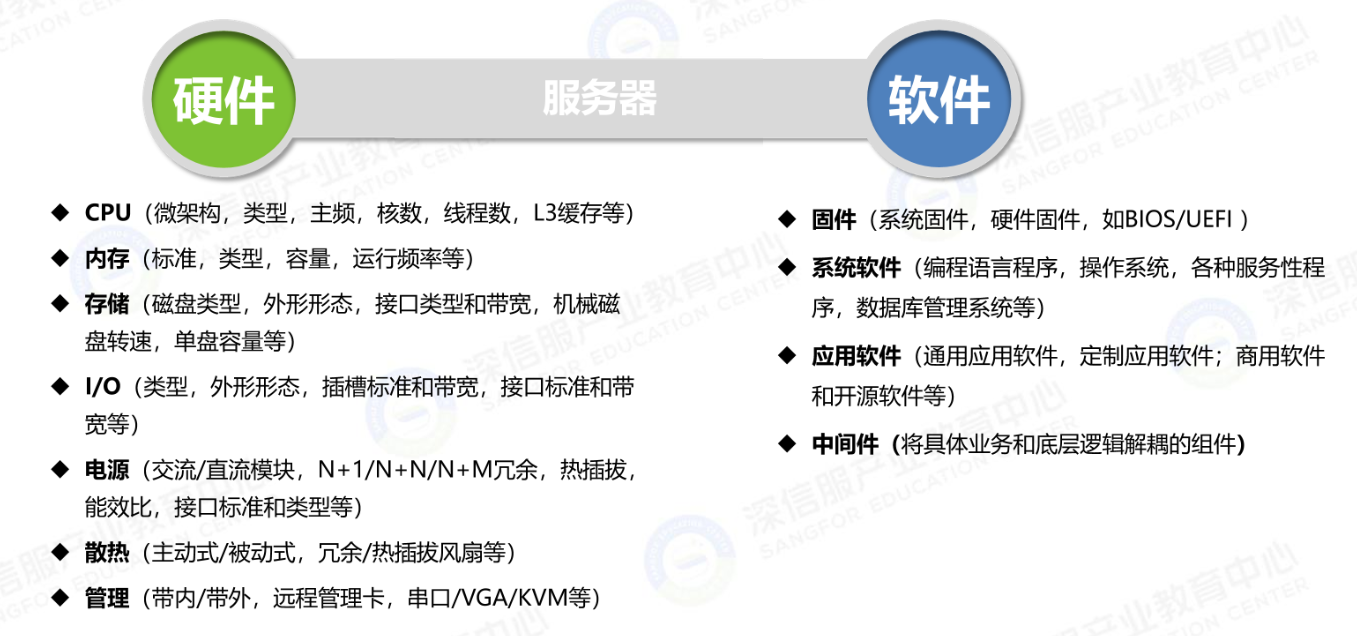 硬件
服务器
软件
◆ CPU（微架构，类型，主频，核数，线程数，L3缓存等）
◆ 内存（标准，类型，容量，运行频率等）
◆ 存储（磁盘类型，外形形态，接口类型和带宽，机械磁
盘转速，单盘容量等）
◆ I/O（类型，外形形态，插槽标准和带宽，接口标准和带
宽等）
◆ 电源（交流/直流模块，N+1/N+N/N+M冗余，热插拔，
能效比，接口标准和类型等）
◆ 散热（主动式/被动式，冗余/热插拔风扇等）
◆ 管理（带内/带外，远程管理卡，串口/VGA/KVM等）
◆ 固件（系统固件，硬件固件，如BIOS/UEFI ）
◆ 系统软件（编程语言程序，操作系统，各种服务性程
序，数据库管理系统等）
◆ 应用软件（通用应用软件，定制应用软件；商用软件
和开源软件等）
◆ 中间件（将具体业务和底层逻辑解耦的组件）
深信服产业教育中心
SANGFOR EDUCATION CENTER